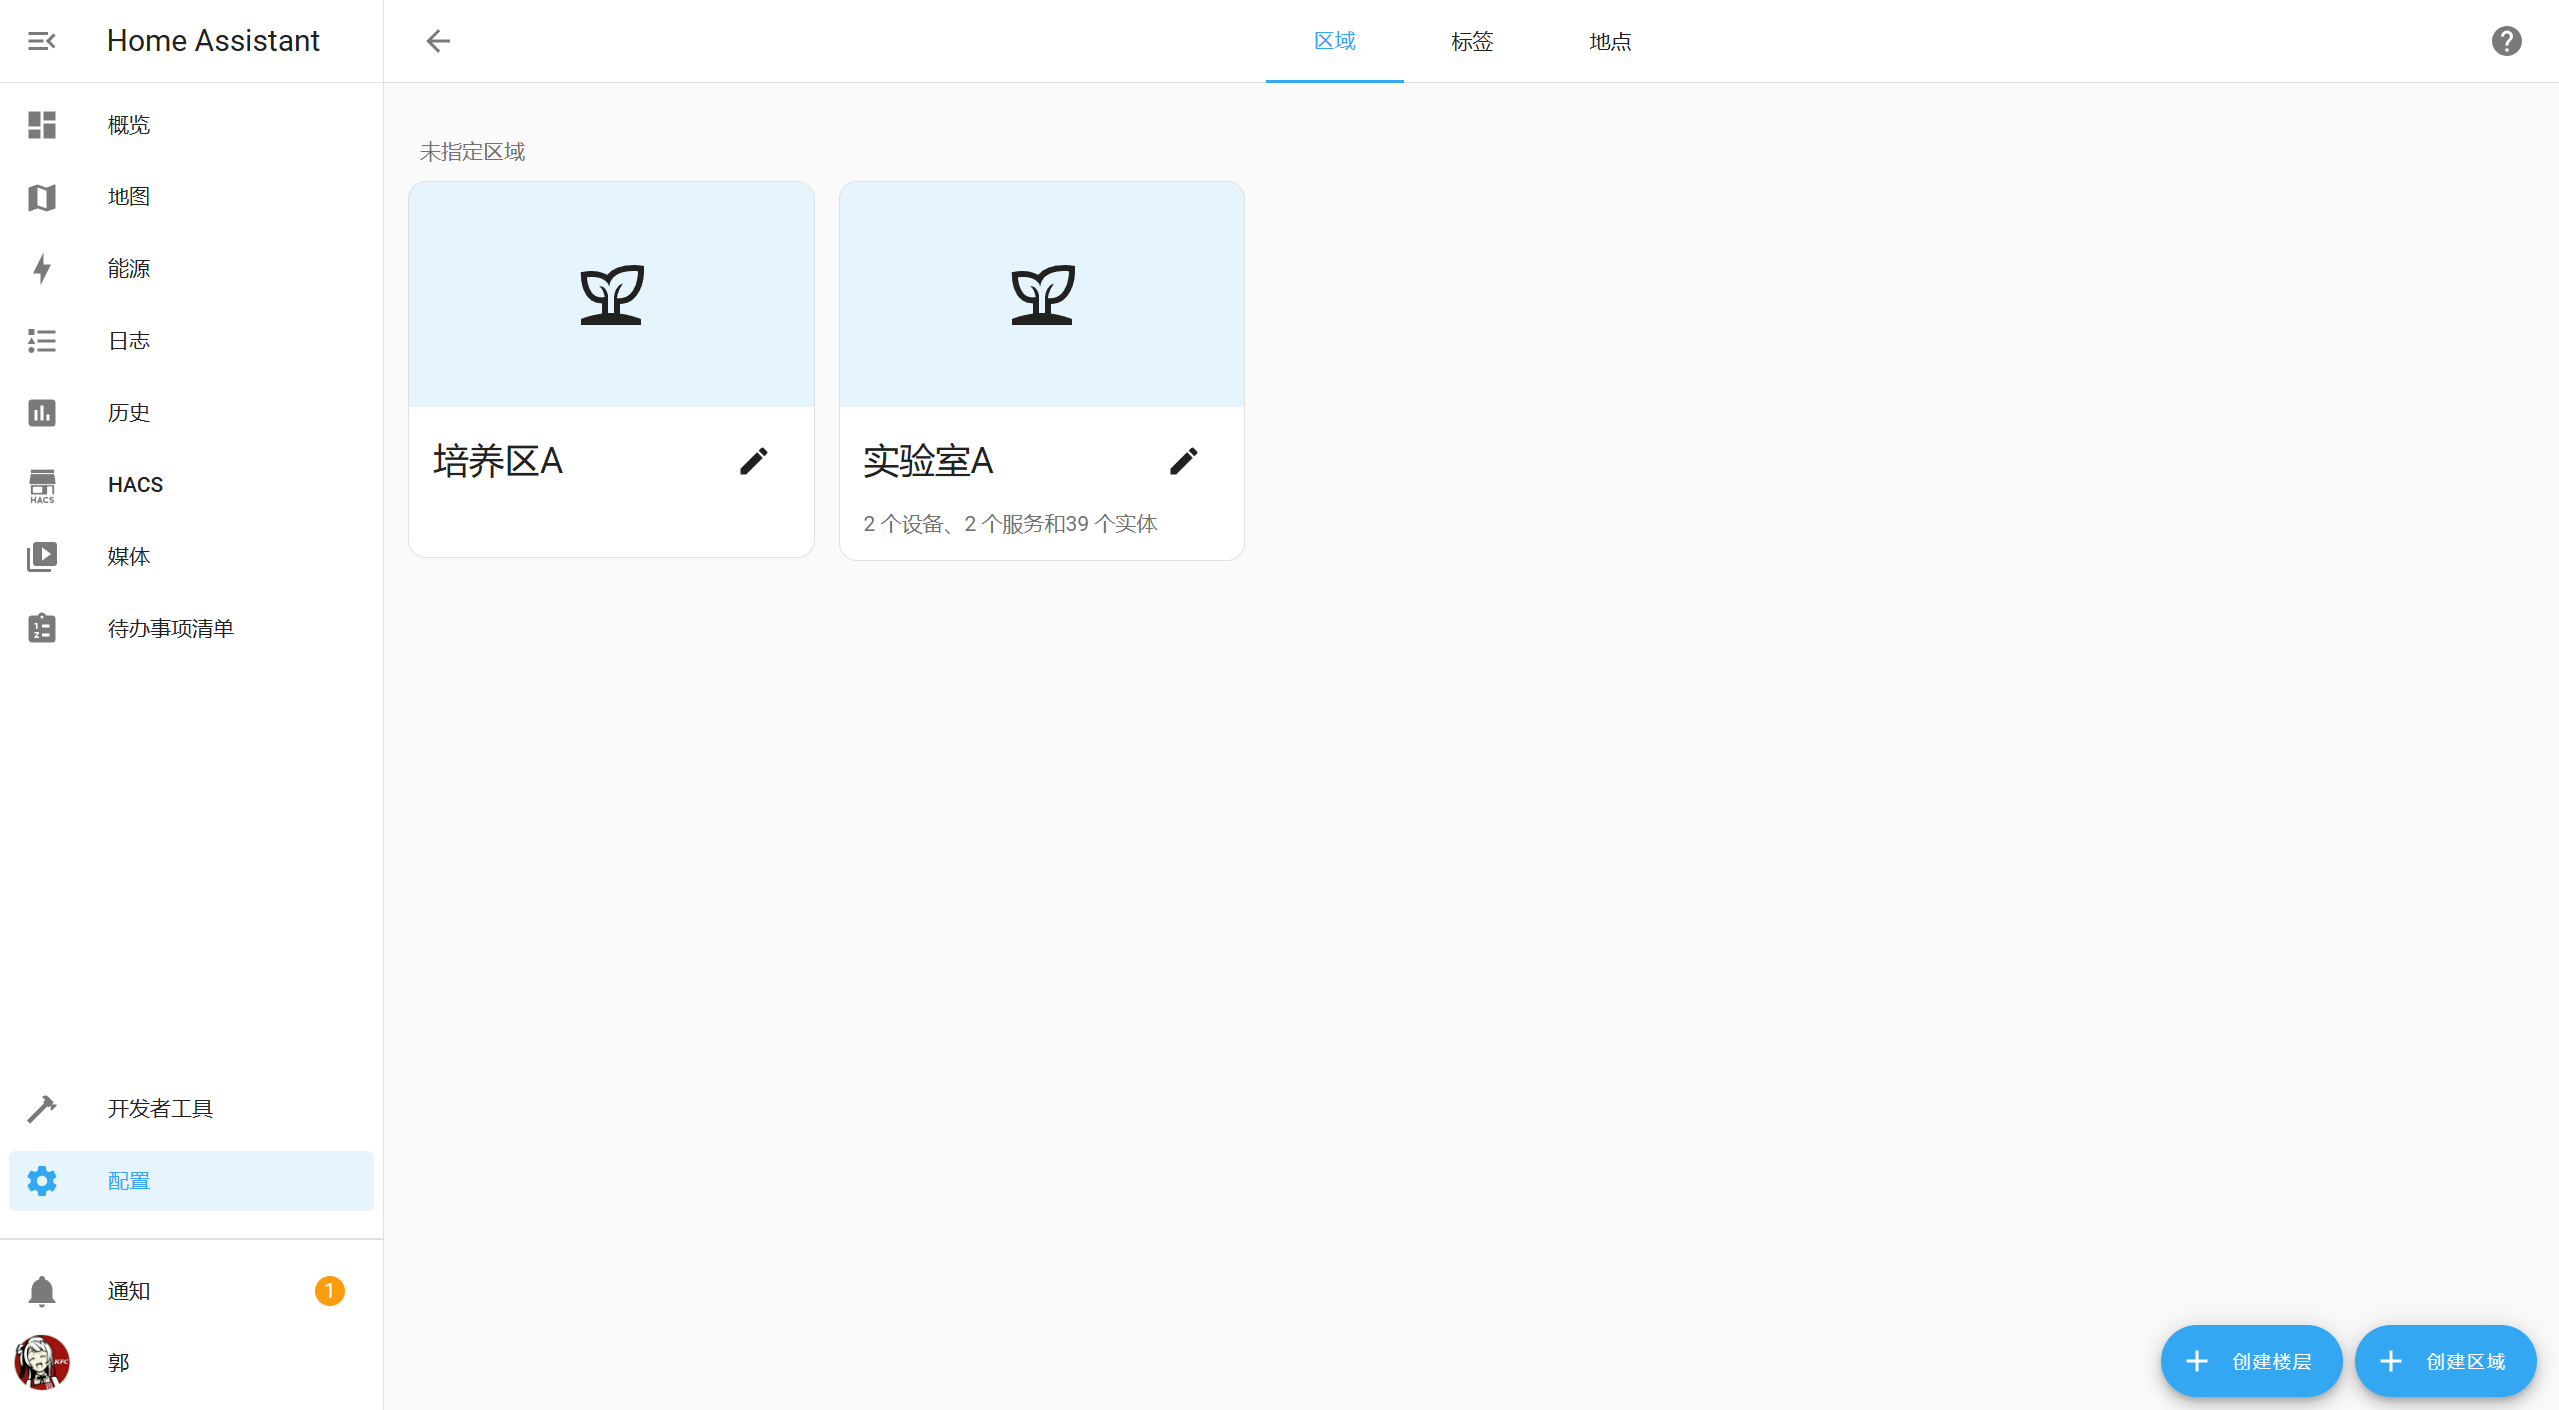 Home Assistant
区域
标签
地点
概览
地图
能源
日志
历史
HACS
HACS
媒体
待办事项清单
未指定区域
培养区A
实验室A
2 个设备、2 个服务和39 个实体
开发者工具
配置
通知
1
KFC
郭
创建楼层
创建区域